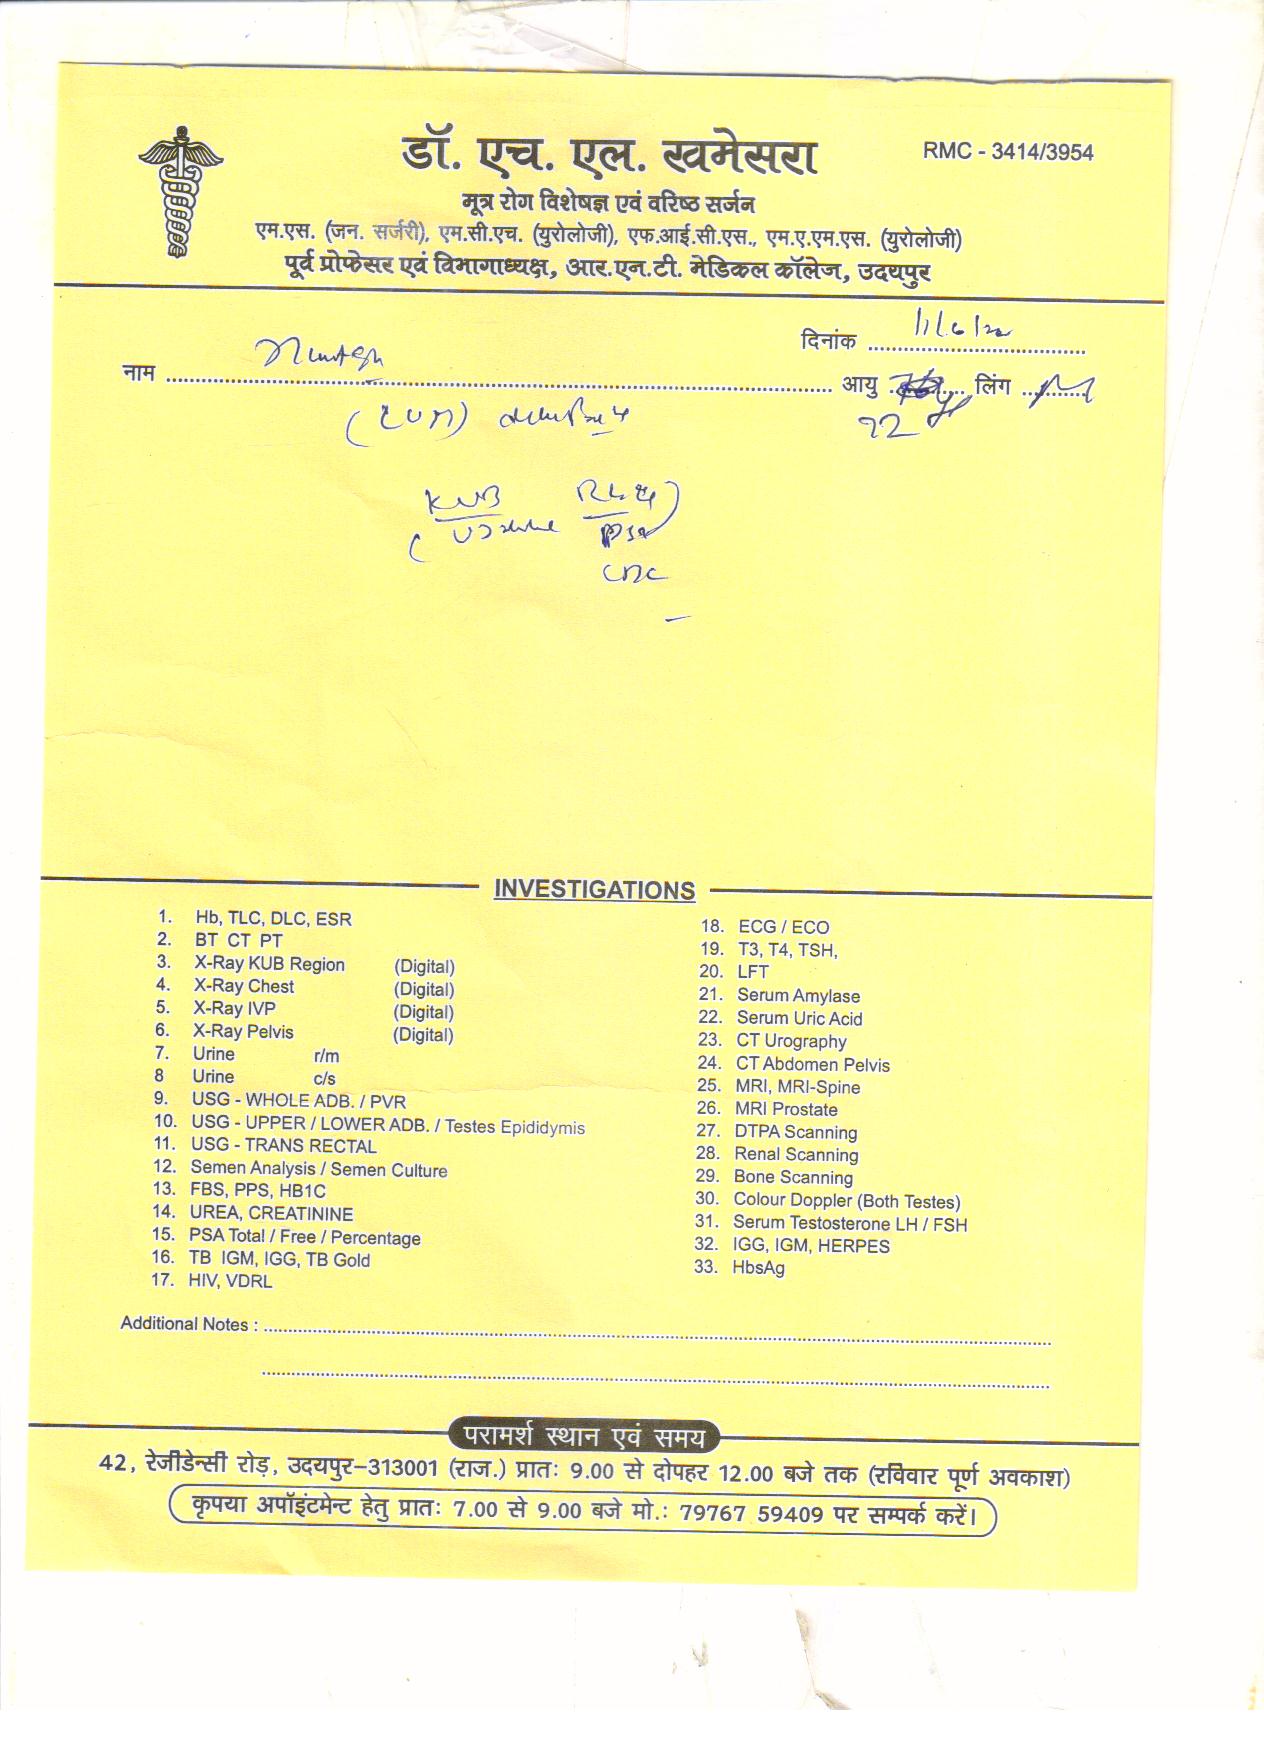 डॉ. एच. एल. खमेसरा
RMC - 3414/3954
मूत्र रोग विशेषज्ञ एवं वरिष्ठ सर्जन
एम.एस. (जन. सर्जरी), एम.सी.एच. (युरोलोजी), एफ.आई.सी.एस., एम.ए.एम.एस. (युरोलोजी)
पूर्व प्रोफेसर एवं विभागाध्यक्ष, आर.एन.टी. मेडिकल कॉलेज, उदयपुर
दिनांक
नाम आयु लिंग M
KUB
CBC
INVESTIGATIONS
1. Hb, TLC, DLC, ESR
2. BT CT PT
3. X-Ray KUB Region (Digital)
4. X-Ray Chest (Digital)
5. X-Ray IVP (Digital)
6. X-Ray Pelvis (Digital)
7. Urine r/m
8 Urine c/s
9. USG - WHOLE ADB. / PVR
10. USG - UPPER / LOWER ADB. / Testes Epididymis
11. USG - TRANS RECTAL
12. Semen Analysis / Semen Culture
13. FBS, PPS, HB1C
14. UREA, CREATININE
15. PSA Total / Free / Percentage
16. TB IGM, IGG, TB Gold
17. HIV, VDRL
18. ECG / ECO
19. T3, T4, TSH,
20. LFT
21. Serum Amylase
22. Serum Uric Acid
23. CT Urography
24. CT Abdomen Pelvis
25. MRI, MRI-Spine
26. MRI Prostate
27. DTPA Scanning
28. Renal Scanning
29. Bone Scanning
30. Colour Doppler (Both Testes)
31. Serum Testosterone LH / FSH
32. IGG, IGM, HERPES
33. HbsAg
Additional Notes :
परामर्श स्थान एवं समय
42, रेजीडेन्सी रोड़, उदयपुर-313001 (राज.) प्रातः 9.00 से दोपहर 12.00 बजे तक (रविवार पूर्ण अवकाश)
कृपया अपॉइंटमेन्ट हेतु प्रातः 7.00 से 9.00 बजे मो.: 79767 59409 पर सम्पर्क करें।